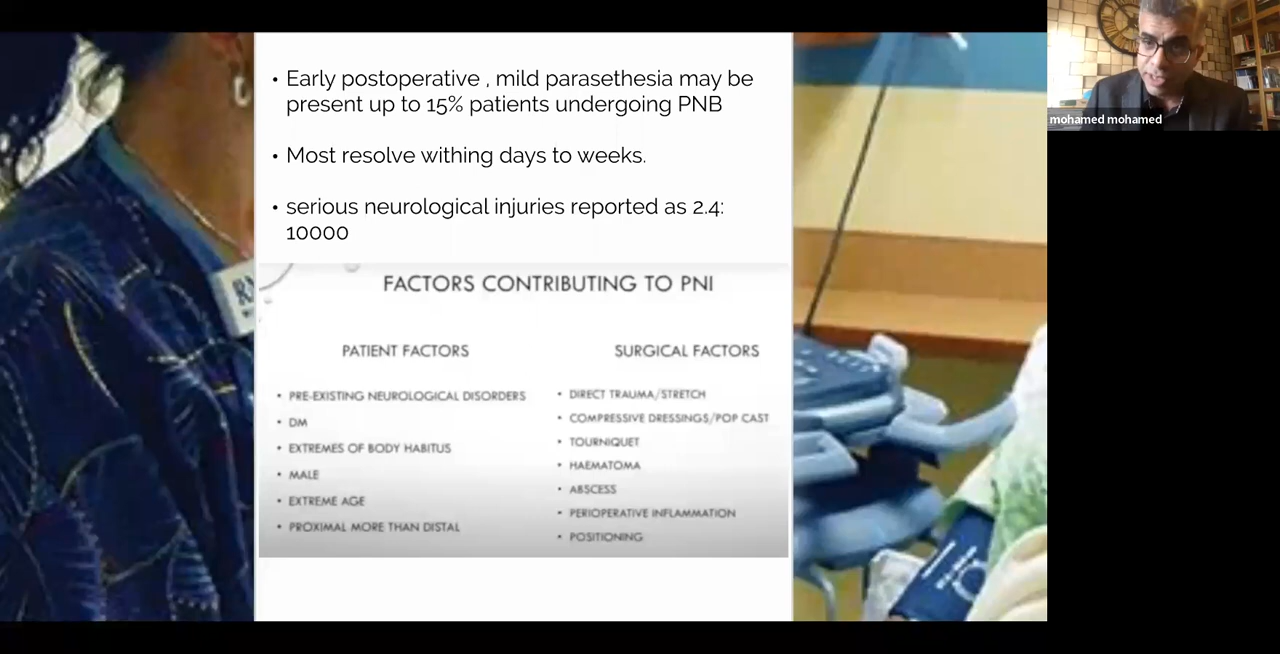 • Early postoperative , mild parasethesia may be
present up to 15% patients undergoing PNB
• Most resolve withing days to weeks.
• serious neurological injuries reported as 2.4:
10000
FACTORS CONTRIBUTING TO PNI
PATIENT FACTORS
• PRE-EXISTING NEUROLOGICAL DISORDERS
• DM
• EXTREMES OF BODY HABITUS
• MALE
• EXTREME AGE
• PROXIMAL MORE THAN DISTAL
SURGICAL FACTORS
• DIRECT TRAUMA/STRETCH
• COMPRESSIVE DRESSINGS/POP CAST
• TOURNIQUET
• HAEMATOMA
• ABSCESS
• PERIOPERATIVE INFLAMMATION
• POSITIONING
RN
mohamed mohamed